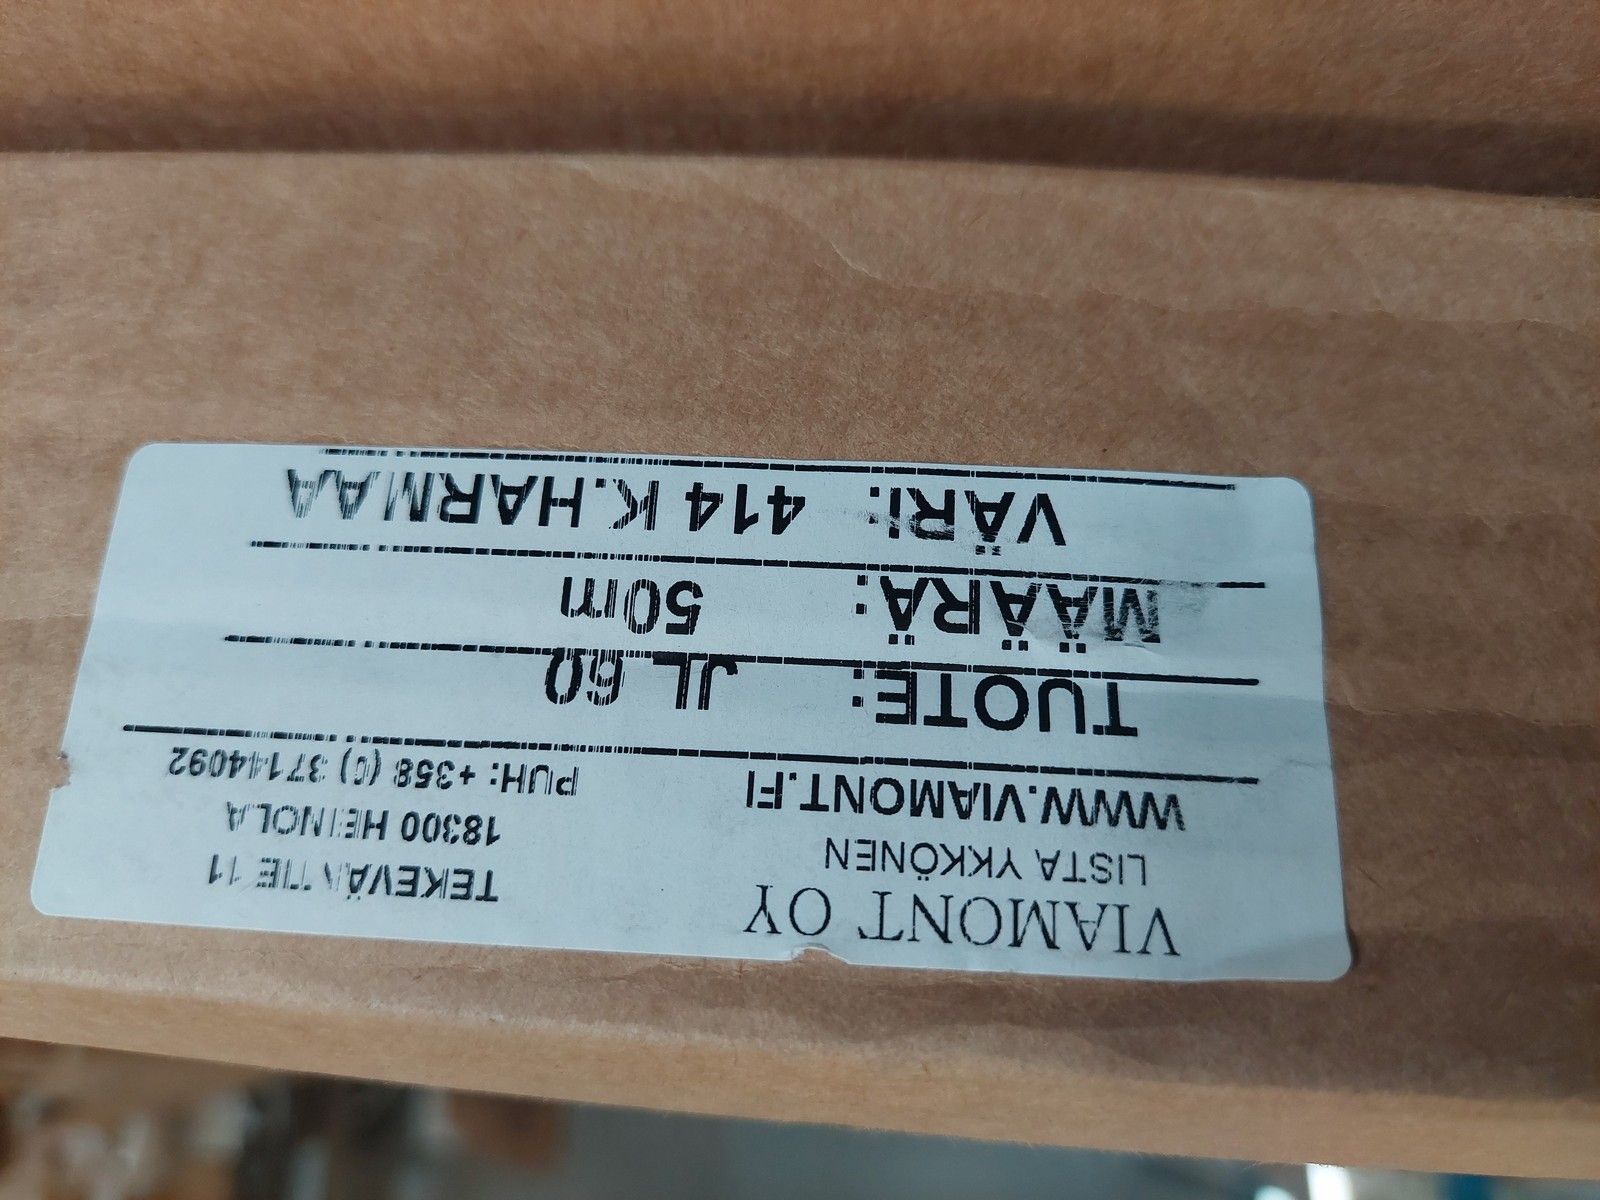 VIAMONT OY
LISTA YKKÖNEN
WWW.VIAMONT.FI
TEKEVÄNTIE 11
18300 HEINOLA
PUH: +358 (0) 37144092
TUOTE: JL 60
MÄÄRÄ: 50m
VÄRI: 414 K.HARMAA